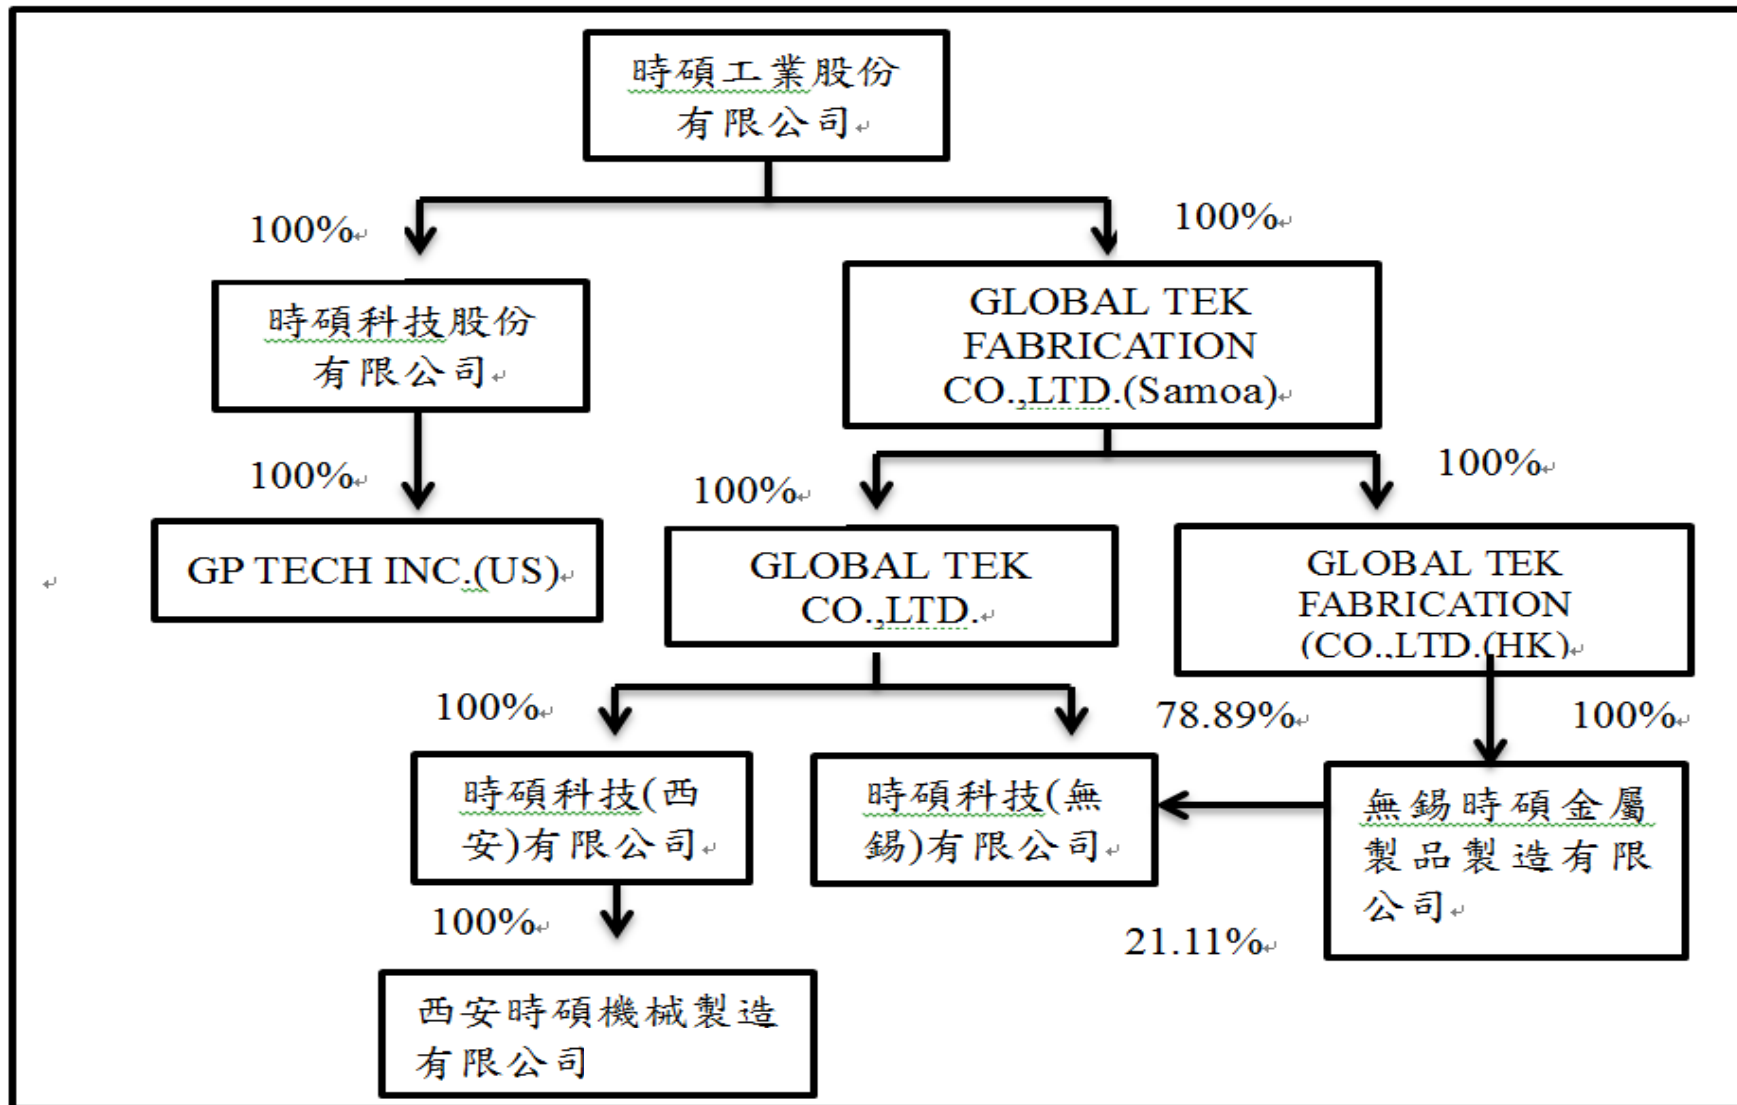 時碩工業股份
有限公司
100%
100%
時碩科技股份
有限公司
GLOBAL TEK
FABRICATION
CO.,LTD.(Samoa)
100%
100%
100%
GP TECH INC.(US)
GLOBAL TEK
CO.,LTD.
GLOBAL TEK
FABRICATION
(CO.,LTD.(HK)
100%
78.89%
100%
時碩科技(西
安)有限公司
時碩科技(無
錫)有限公司
無錫時碩金屬
製品製造有限
公司
100%
21.11%
西安時碩機械製造
有限公司